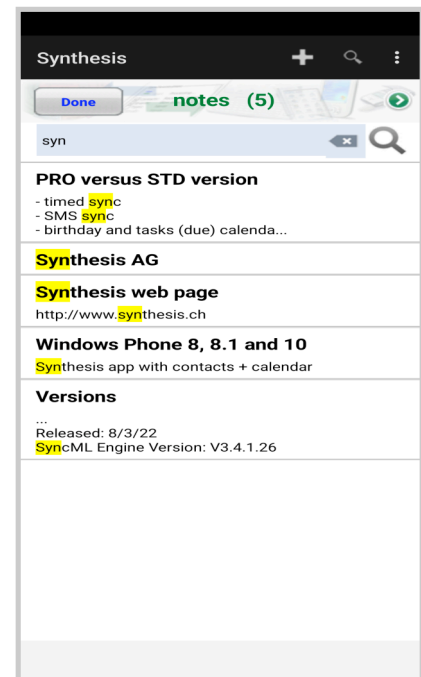 Synthesis
Done
notes (5)
syn
PRO versus STD version
- timed sync
- SMS sync
- birthday and tasks (due) calenda...
Synthesis AG
Synthesis web page
http://www.synthesis.ch
Windows Phone 8, 8.1 and 10
Synthesis app with contacts + calendar
Versions
...
Released: 8/3/22
SyncML Engine Version: V3.4.1.26